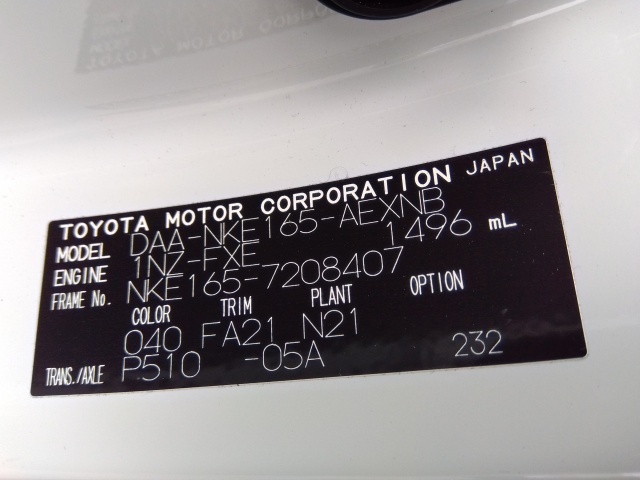 TOYOTA MOTOR CORPORATION JAPAN
MODEL DAA-NKE165-AEXNB
ENGINE 1NZ-FXE 1496 mL
FRAME No. NKE165-7208407
COLOR TRIM PLANT OPTION
040 FA21 N21
TRANS./AXLE P510 -05A 232